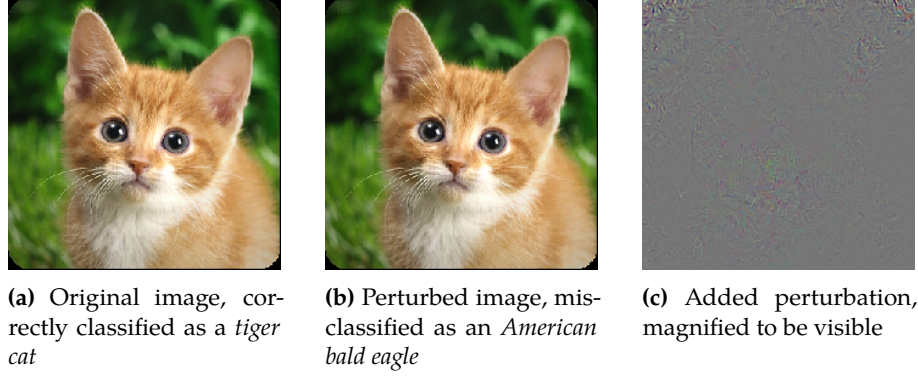 (a) Original image, cor-
rectly classified as a tiger
cat
(b) Perturbed image, mis-
classified as an American
bald eagle
(c) Added perturbation,
magnified to be visible